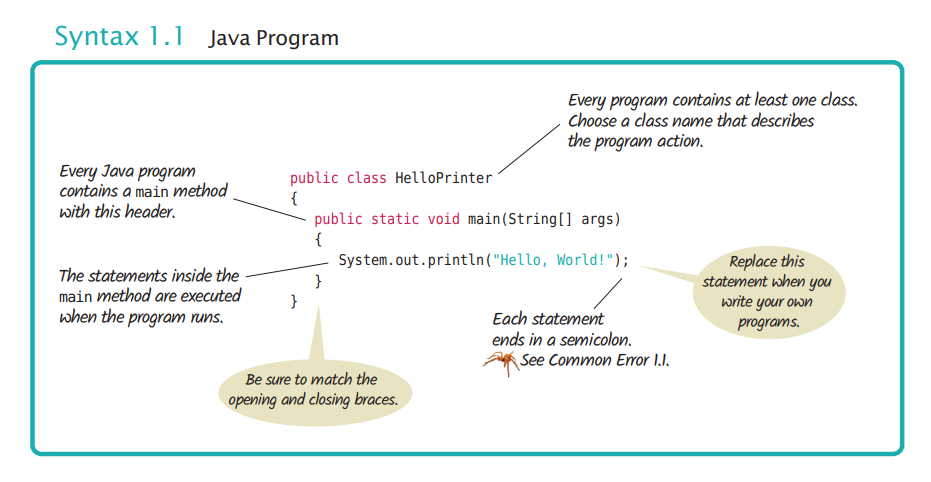 Syntax 1.1 Java Program
Every program contains at least one class.
Choose a class name that describes
the program action.
Every Java program
contains a main method
with this header.
public class HelloPrinter
{
public static void main(String[] args)
{
System.out.println("Hello, World!");
}
}
The statements inside the
main method are executed
when the program runs.
Replace this
statement when you
write your own
programs.
Each statement
ends in a semicolon.
See Common Error 1.1.
Be sure to match the
opening and closing braces.